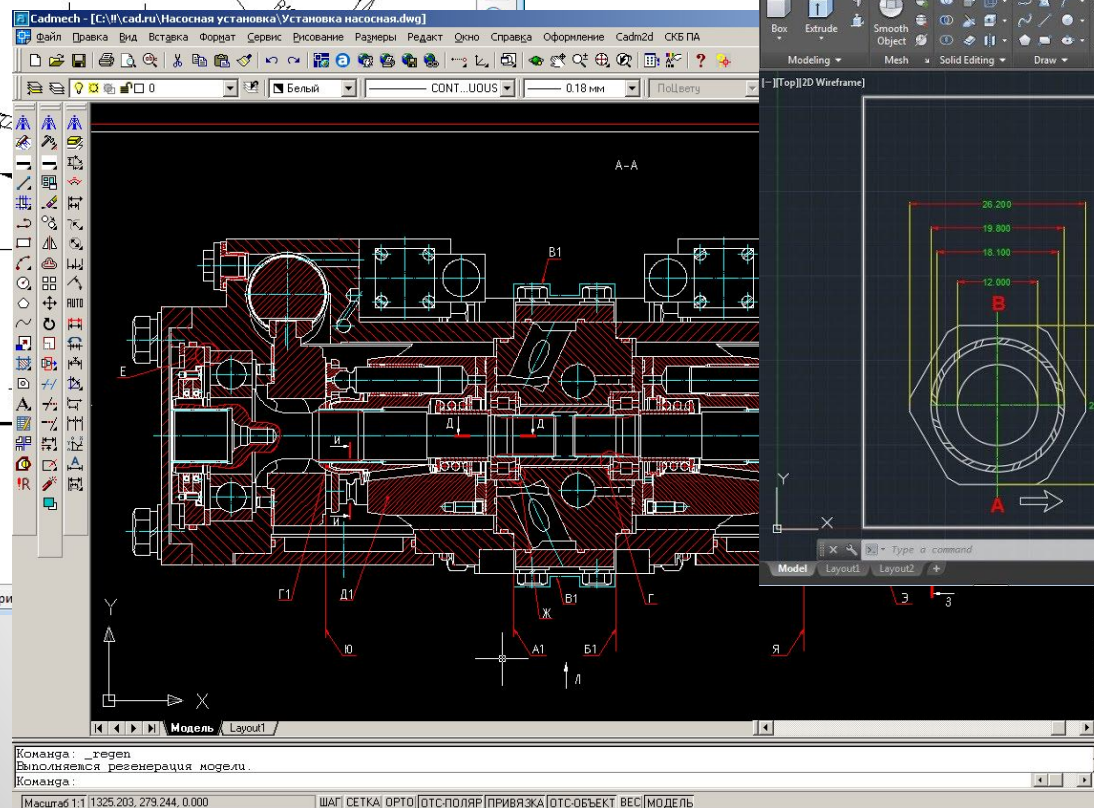 Cadmech - [C:\!!\cad.ru\Насосная установка\Установка насосная.dwg]
Файл Правка Вид Вставка Формат Сервис Рисование Размеры Редакт Окно Справка Оформление Cadm2d СКБ ПА
0 Белый CONT...UOUS 0.18 мм ПоЦвету
AUTO
!R
А-А
В1
Е
Д Д
И
И
Г1 Д1 Ж В1 Г
Ю А1 Б1 Я
Л
Э
З
Y
X
Модель Layout1
Команда: _regen
Выполняется регенерация модели.
Команда:
Масштаб 1:1 1325.203, 279.244, 0.000 ШАГ СЕТКА ОРТО ОТС-ПОЛЯР ПРИВЯЗКА ОТС-ОБЪЕКТ ВЕС МОДЕЛЬ
Box Extrude Smooth Object
Modeling Mesh Solid Editing Draw
[-][Top][2D Wireframe]
26.200
19.800
18.100
12.000
B
A
Y
X
Type a command
Model Layout1 Layout2 +